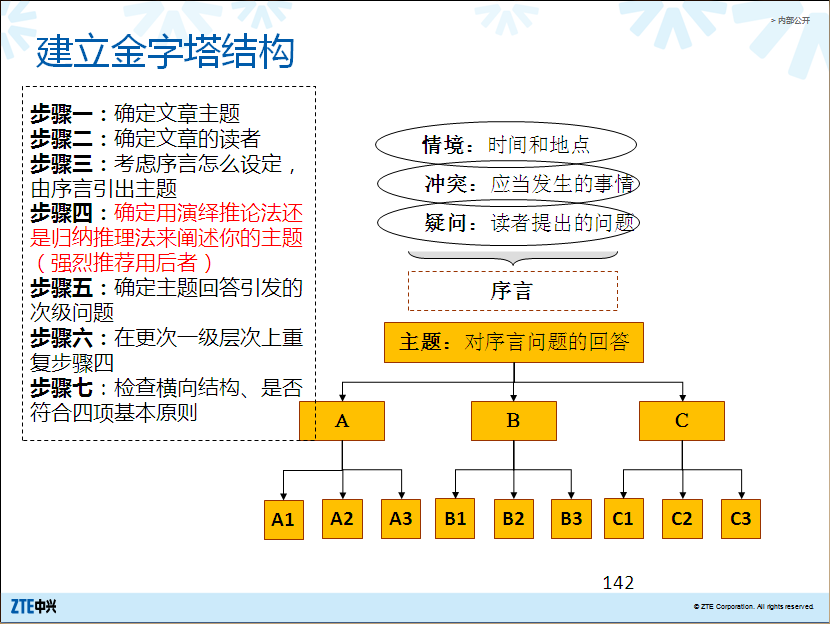 > 内部公开
建立金字塔结构
步骤一：确定文章主题
步骤二：确定文章的读者
步骤三：考虑序言怎么设定，
由序言引出主题
步骤四：确定用演绎推论法还
是归纳推理法来阐述你的主题
（强烈推荐用后者）
步骤五：确定主题回答引发的
次级问题
步骤六：在更次一级层次上重
复步骤四
步骤七：检查横向结构、是否
符合四项基本原则
情境：时间和地点
冲突：应当发生的事情
疑问：读者提出的问题
序言
主题：对序言问题的回答
A B C
A1 A2 A3 B1 B2 B3 C1 C2 C3
142
ZTE中兴
© ZTE Corporation. All rights reserved.